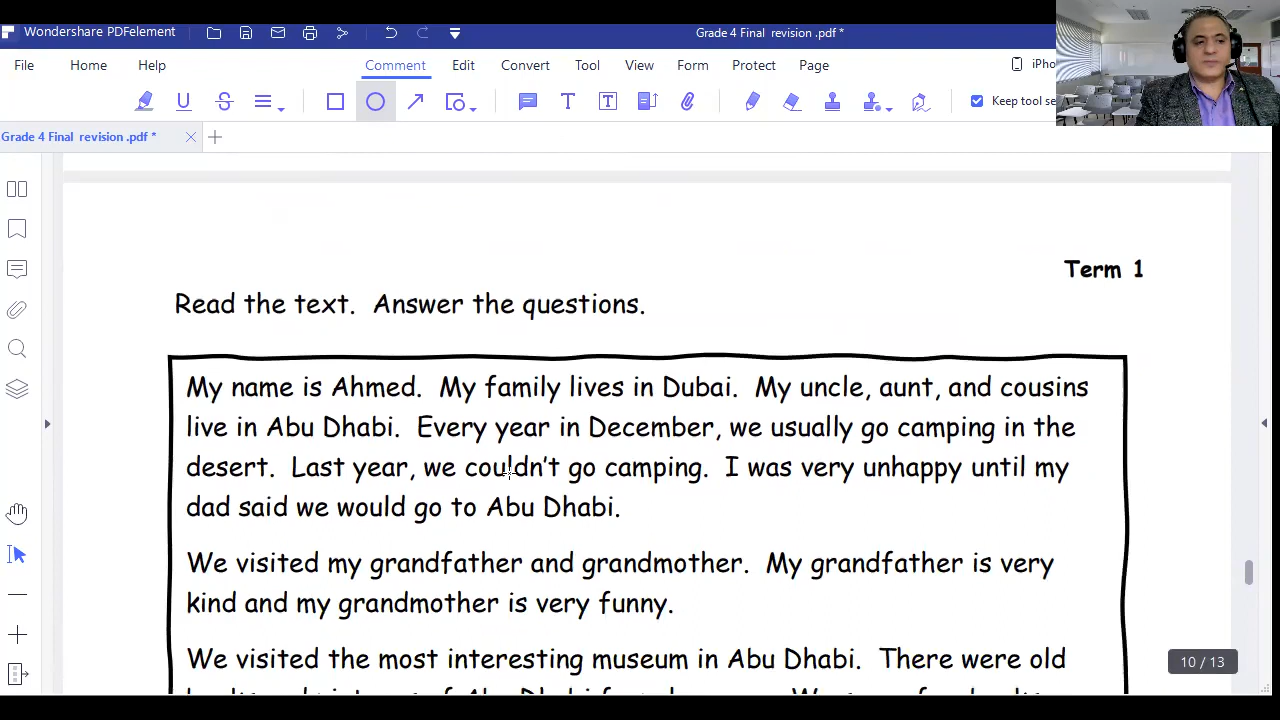 Wondershare PDFelement
Grade 4 Final revision .pdf *
File Home Help Comment Edit Convert Tool View Form Protect Page iPho
Keep tool se
Grade 4 Final revision.pdf *
Term 1
Read the text. Answer the questions.
My name is Ahmed. My family lives in Dubai. My uncle, aunt, and cousins
live in Abu Dhabi. Every year in December, we usually go camping in the
desert. Last year, we couldn't go camping. I was very unhappy until my
dad said we would go to Abu Dhabi.
We visited my grandfather and grandmother. My grandfather is very
kind and my grandmother is very funny.
We visited the most interesting museum in Abu Dhabi. There were old
10 / 13